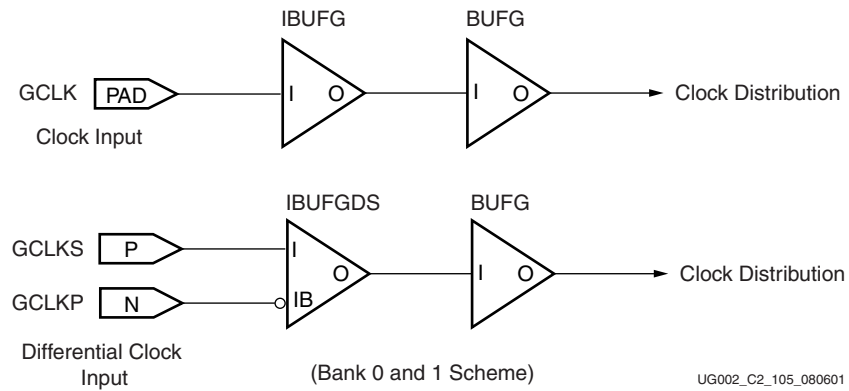 IBUFG
BUFG
GCLK PAD I O I O Clock Distribution
Clock Input
IBUFGDS
BUFG
GCLKS P I O I O Clock Distribution
GCLKP N IB
Differential Clock
Input
(Bank 0 and 1 Scheme)
UG002_C2_105_080601